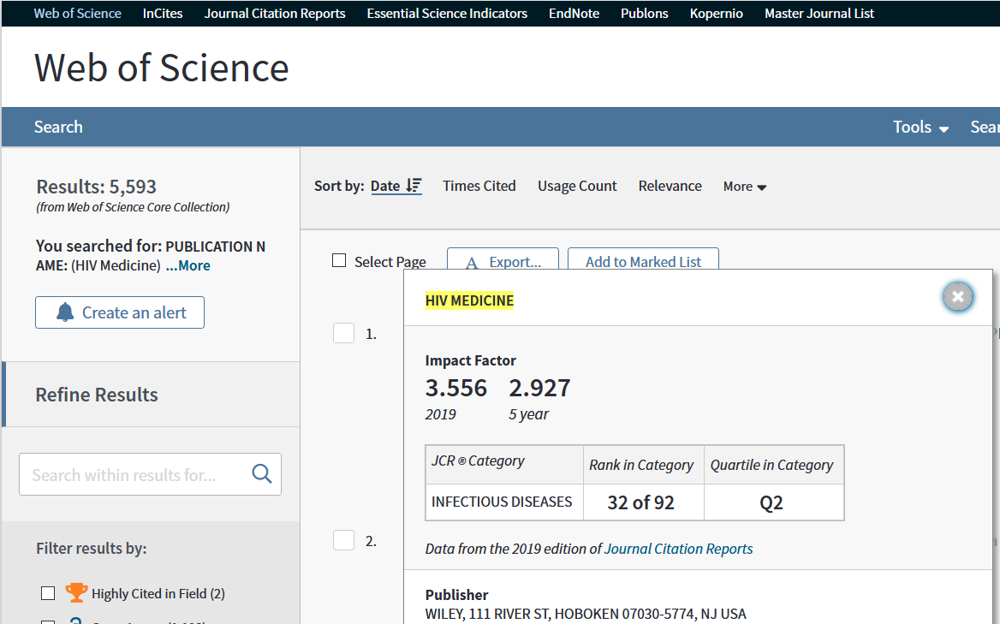 Web of Science InCites Journal Citation Reports Essential Science Indicators EndNote Publons Kopernio Master Journal List
Web of Science
Search Tools
Results: 5,593
(from Web of Science Core Collection)
You searched for: PUBLICATION N
AME: (HIV Medicine) ...More
Create an alert
Refine Results
Search within results for...
Filter results by:
Highly Cited in Field (2)
Sort by: Date Times Cited Usage Count Relevance More
Select Page A Export... Add to Marked List
1.
2.
HIV MEDICINE
Impact Factor
3.556 2.927
2019 5 year
JCR ® Category Rank in Category Quartile in Category
INFECTIOUS DISEASES 32 of 92 Q2
Data from the 2019 edition of Journal Citation Reports
Publisher
WILEY, 111 RIVER ST, HOBOKEN 07030-5774, NJ USA